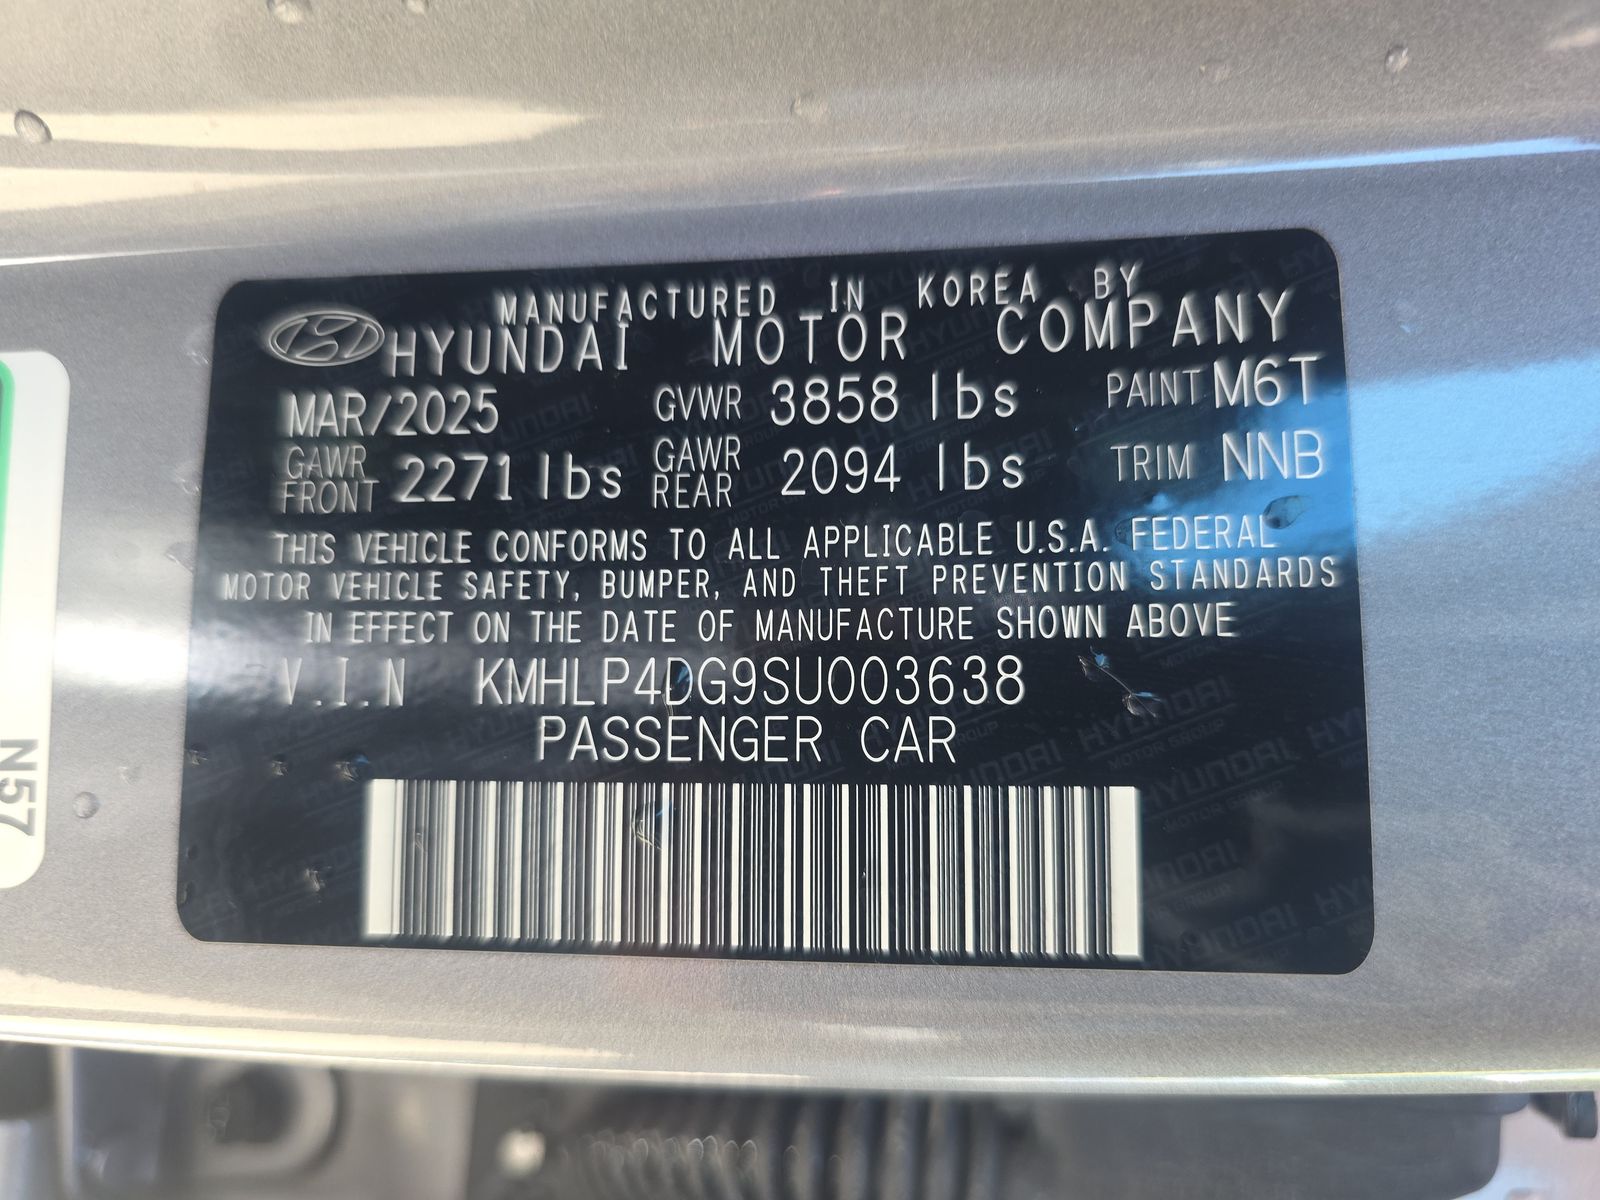 MANUFACTURED IN KOREA BY
HYUNDAI MOTOR COMPANY
MAR/2025 GVWR 3858 lbs PAINT M6T
GAWR FRONT 2271 lbs GAWR REAR 2094 lbs TRIM NNB
THIS VEHICLE CONFORMS TO ALL APPLICABLE U.S.A. FEDERAL
MOTOR VEHICLE SAFETY, BUMPER, AND THEFT PREVENTION STANDARDS
IN EFFECT ON THE DATE OF MANUFACTURE SHOWN ABOVE
V.I.N KMHLP4DG9SU003638
PASSENGER CAR
N57